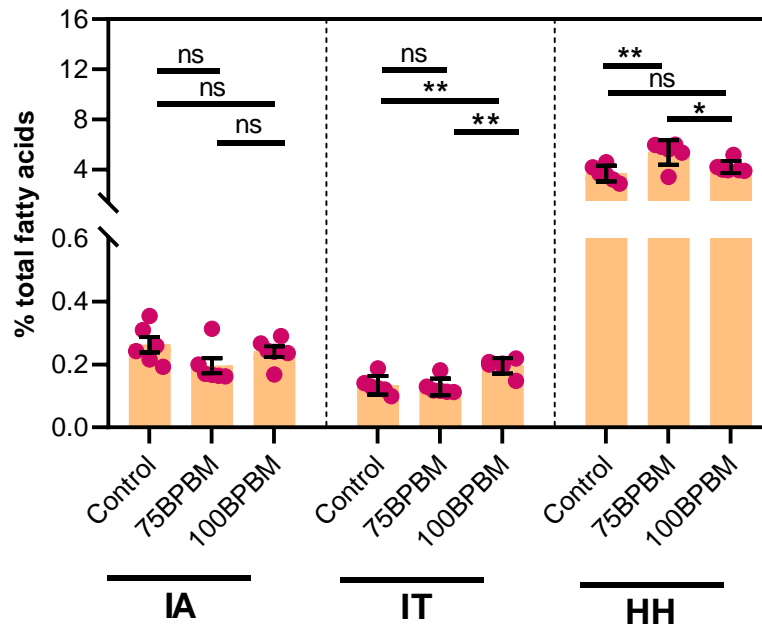 % total fatty acids
16
12
8
4
0.6
0.4
0.2
0.0
ns
ns
ns
ns
**
**
**
ns
*
Control
75BPBM
100BPBM
Control
75BPBM
100BPBM
Control
75BPBM
100BPBM
IA
IT
HH